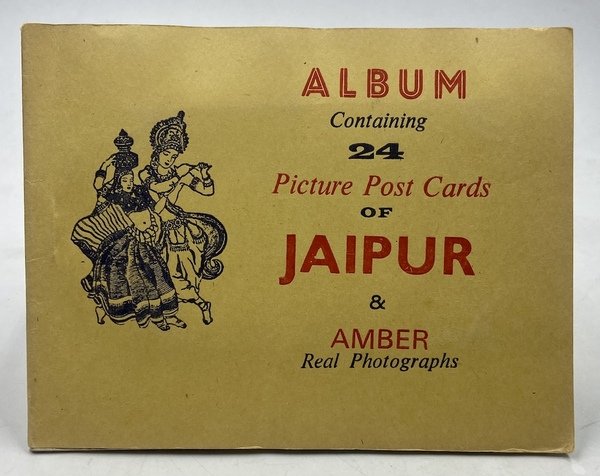 ALBUM
Containing
24
Picture Post Cards
OF
JAIPUR
&
AMBER
Real Photographs